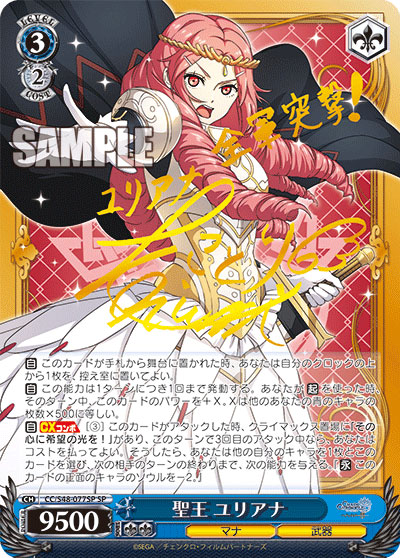 LEVEL
3
2
COST
SAMPLE
全軍突撃!
ユリアナ
自 このカードが手札から舞台に置かれた時、あなたは自分のクロックの上
から1枚を、控え室に置いてよい。
自 この能力は1ターンにつき1回まで発動する。あなたが起を使った時、
そのターン中、このカードのパワーを+X。Xは他のあなたの青のキャラの
枚数×500に等しい。
自 CXコンボ [③] このカードがアタックした時、クライマックス置場に「その
心に希望の光を!」があり、このターンで3回目のアタック中なら、あなたは
コストを払ってよい。そうしたら、あなたは他の自分のキャラを1枚とこの
カードを選び、次の相手のターンの終わりまで、次の能力を与える。『永 こ
の カードの正面のキャラのソウルを-2。』
CH
CC/S48-077SP SP
9500
聖王 ユリアナ
マナ
武器
©SEGA / チェンクロ・フィルムパートナーズ